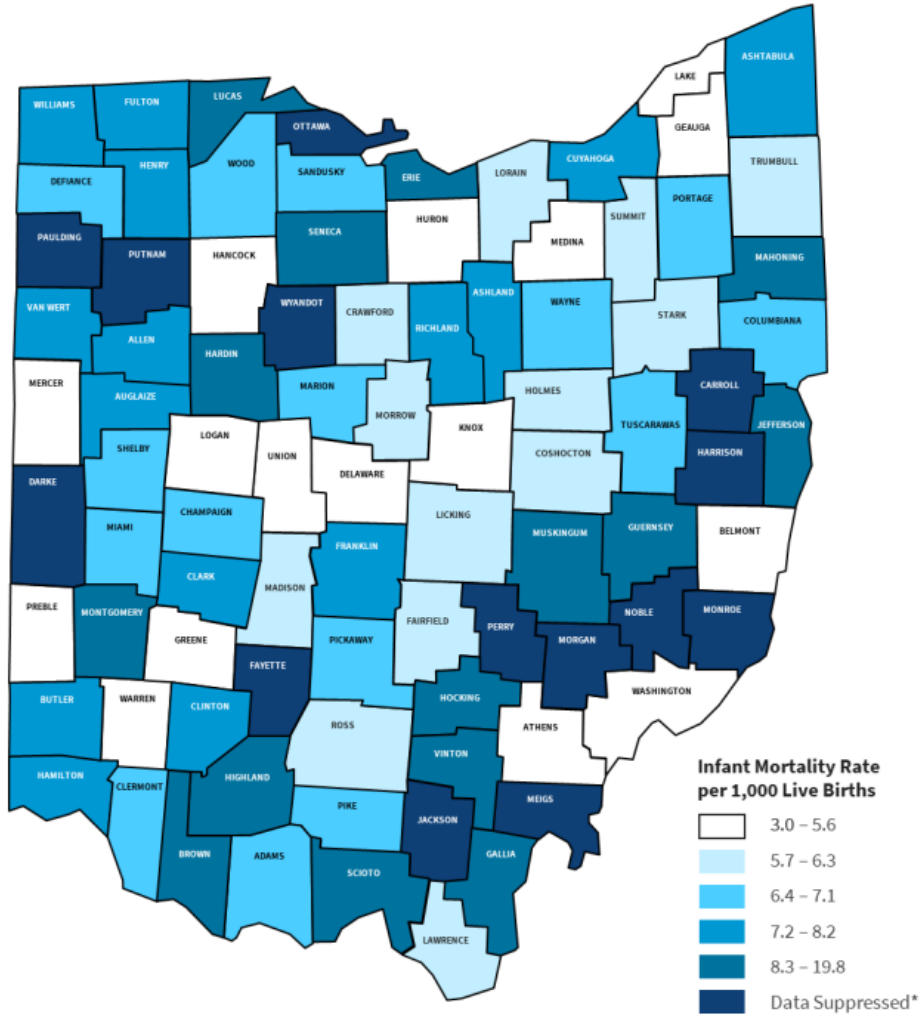 LAKE
ASHTABULA
GEAUGA
WILLIAMS
FULTON
LUCAS
OTTAWA
CUYAHOGA
TRUMBULL
HENRY
WOOD
SANDUSKY
ERIE
LORAIN
DEFIANCE
PORTAGE
SUMMIT
HURON
SENECA
MEDINA
PAULDING
PUTNAM
HANCOCK
MAHONING
VAN WERT
WYANDOT
CRAWFORD
RICHLAND
ASHLAND
WAYNE
STARK
COLUMBIANA
ALLEN
HARDIN
MERCER
AUGLAIZE
MARION
MORROW
HOLMES
CARROLL
TUSCARAWAS
JEFFERSON
LOGAN
UNION
KNOX
SHELBY
DELAWARE
COSHOCTON
HARRISON
DARKE
CHAMPAIGN
LICKING
MIAMI
FRANKLIN
MUSKINGUM
GUERNSEY
BELMONT
CLARK
MADISON
PREBLE
MONTGOMERY
GREENE
PICKAWAY
FAIRFIELD
PERRY
MORGAN
NOBLE
MONROE
FAYETTE
BUTLER
WARREN
CLINTON
HOCKING
WASHINGTON
ROSS
ATHENS
VINTON
HAMILTON
CLERMONT
HIGHLAND
PIKE
JACKSON
MEIGS
BROWN
ADAMS
SCIOTO
GALLIA
LAWRENCE
Infant Mortality Rate
per 1,000 Live Births
3.0 – 5.6
5.7 – 6.3
6.4 – 7.1
7.2 – 8.2
8.3 – 19.8
Data Suppressed*